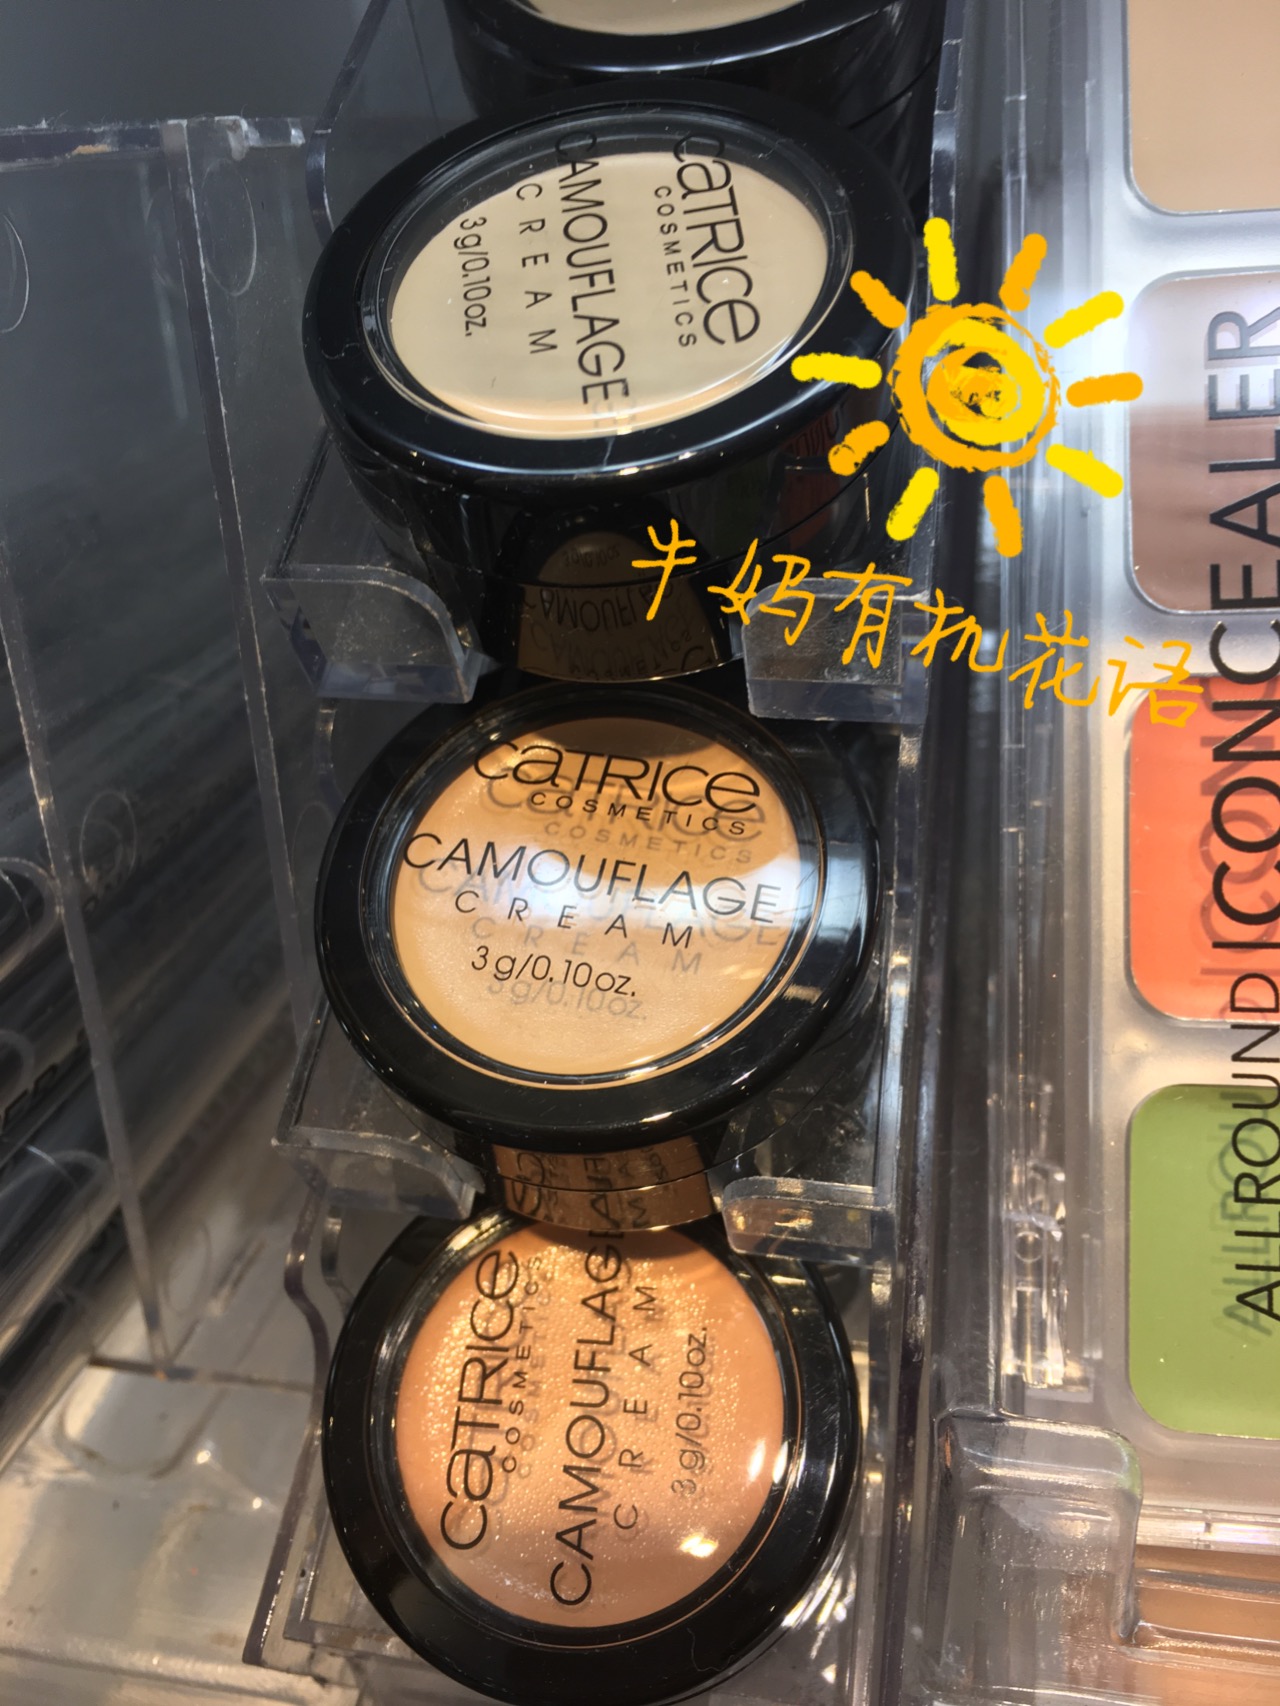 CATRICE
COSMETICS
CAMOUFLAGE
CREAM
3g/0.10oz.
牛妈有机花语
CATRICE
COSMETICS
CAMOUFLAGE
CREAM
3g/0.10oz.
CATRICE
COSMETICS
CAMOUFLAGE
CREAM
3g/0.10oz.
ALLROUND CONCEALER